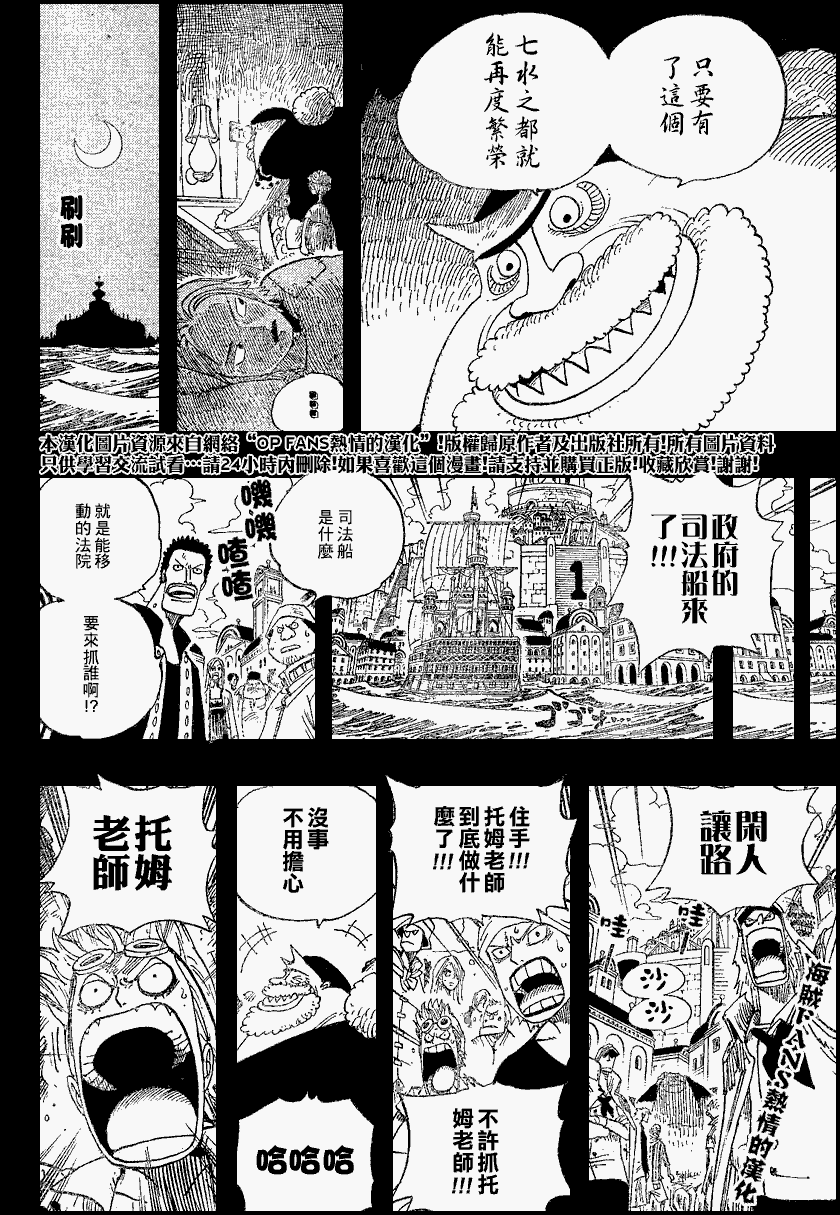 只要有
了這個
七水之都就
能再度繁榮
……
刷刷
本漢化圖片資源來自網絡“OP FANS熱情的漢化”!版權歸原作者及出版社所有!所有圖片資料
只供學習交流試看…請24小時內刪除!如果喜歡這個漫畫!請支持並購買正版!收藏欣賞!謝謝!
政府的
司法船來
了!!!
1
ゴゴゴ…
司法船
是什麼
嘰嘰
喳喳
就是能移
動的法院
要來抓誰啊!?
閑人
讓路
哇
哇
沙
沙
海賊FANS熱情的漢化
住手!!!
托姆老師
到底做什
麼了!!!
不許抓托
姆老師!!!
沒事
不用擔心
哈哈哈
托姆
老師